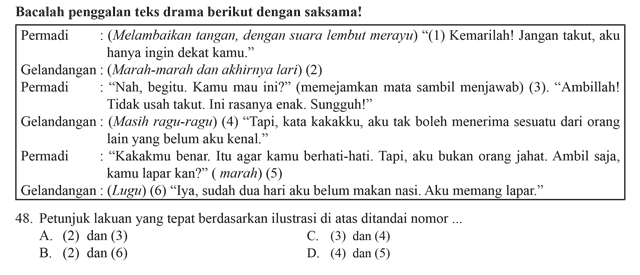 Bacalah penggalan teks drama berikut dengan saksama!
Permadi : (Melambaikan tangan, dengan suara lembut merayu) “(1) Kemarilah! Jangan takut, aku
hanya ingin dekat kamu.”
Gelandangan : (Marah-marah dan akhirnya lari) (2)
Permadi : “Nah, begitu. Kamu mau ini?” (memejamkan mata sambil menjawab) (3). “Ambillah!
Tidak usah takut. Ini rasanya enak. Sungguh!”
Gelandangan : (Masih ragu-ragu) (4) “Tapi, kata kakakku, aku tak boleh menerima sesuatu dari orang
lain yang belum aku kenal.”
Permadi : “Kakakmu benar. Itu agar kamu berhati-hati. Tapi, aku bukan orang jahat. Ambil saja,
kamu lapar kan?” ( marah) (5)
Gelandangan : (Lugu) (6) “Iya, sudah dua hari aku belum makan nasi. Aku memang lapar.”
48. Petunjuk lakuan yang tepat berdasarkan ilustrasi di atas ditandai nomor ...
A. (2) dan (3) C. (3) dan (4)
B. (2) dan (6) D. (4) dan (5)